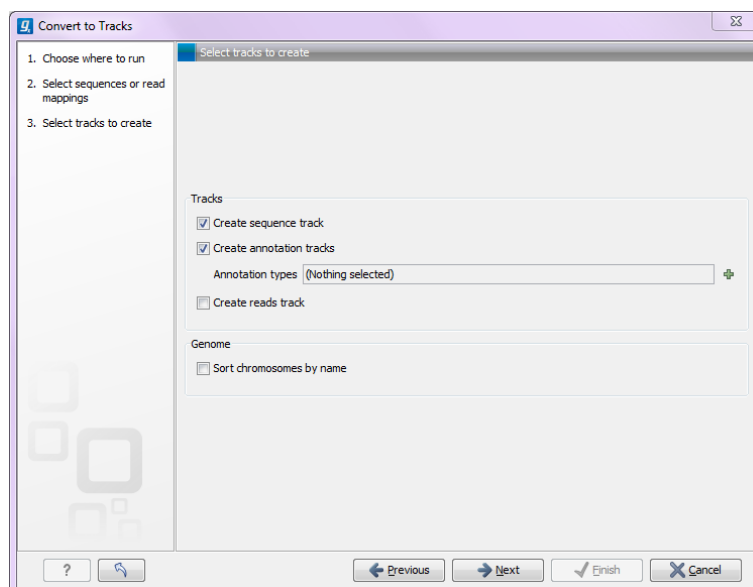 Convert to Tracks
1. Choose where to run
2. Select sequences or read
mappings
3. Select tracks to create
Select tracks to create
Tracks
Create sequence track
Create annotation tracks
Annotation types (Nothing selected)
Create reads track
Genome
Sort chromosomes by name
? Previous Next Finish Cancel